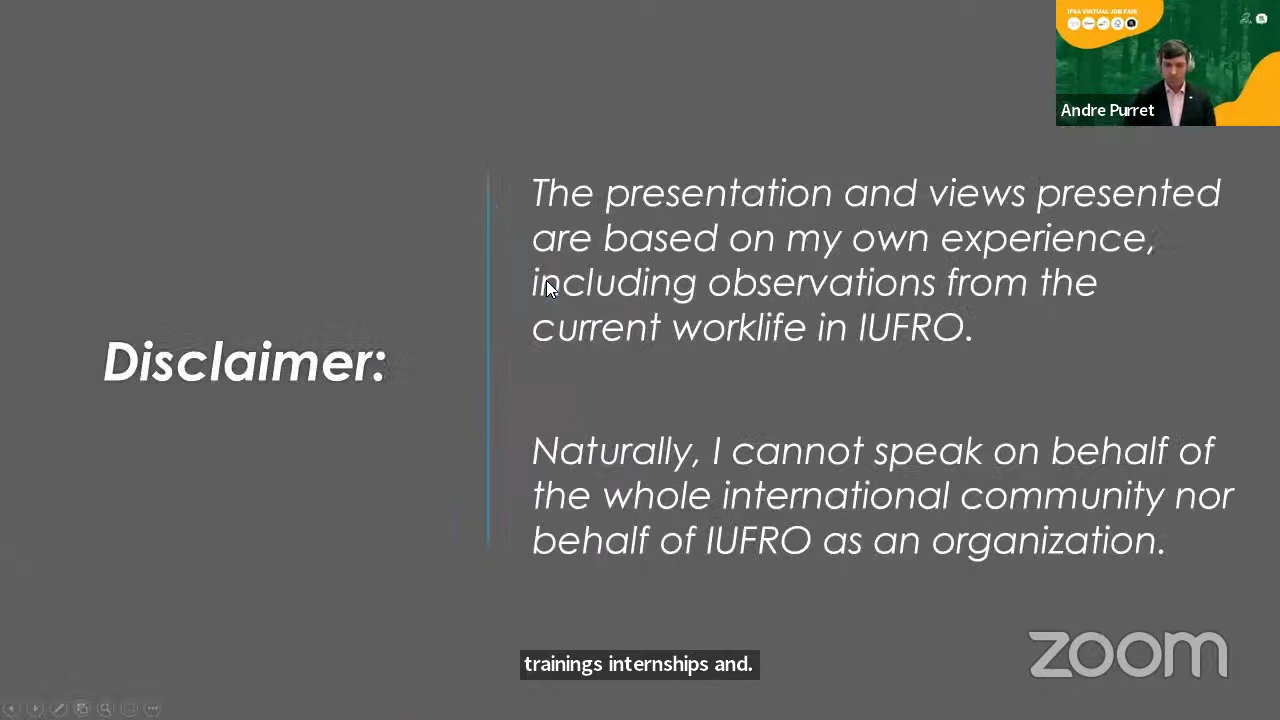 IFSA VIRTUAL JOB FAIR
Andre Purret
The presentation and views presented
are based on my own experience,
including observations from the
current worklife in IUFRO.
Disclaimer:
Naturally, I cannot speak on behalf of
the whole international community nor
behalf of IUFRO as an organization.
trainings internships and.
zoom